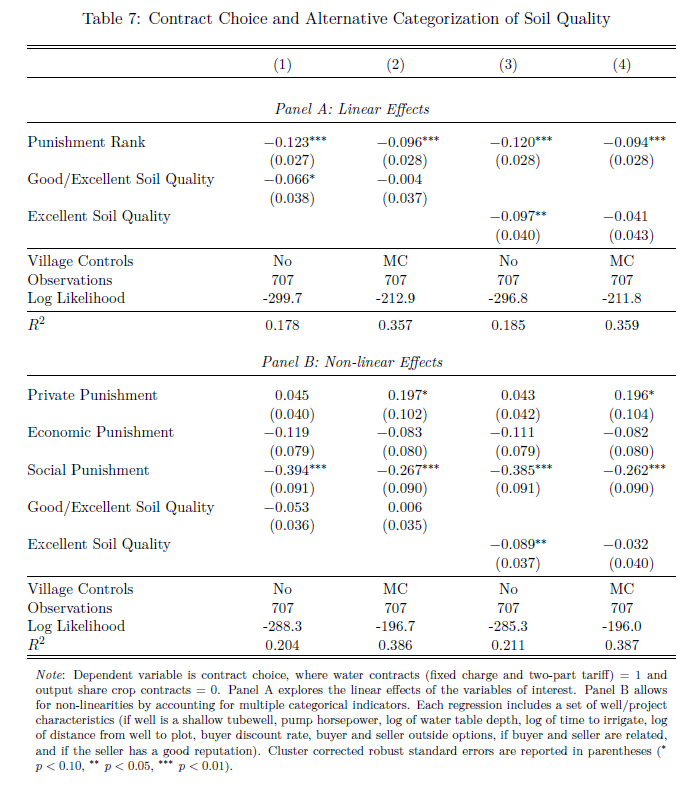 Table 7: Contract Choice and Alternative Categorization of Soil Quality
(1) (2) (3) (4)
Panel A: Linear Effects
Punishment Rank −0.123*** −0.096*** −0.120*** −0.094***
(0.027) (0.028) (0.028) (0.028)
Good/Excellent Soil Quality −0.066* −0.004
(0.038) (0.037)
Excellent Soil Quality −0.097** −0.041
(0.040) (0.043)
Village Controls No MC No MC
Observations 707 707 707 707
Log Likelihood -299.7 -212.9 -296.8 -211.8
R² 0.178 0.357 0.185 0.359
Panel B: Non-linear Effects
Private Punishment 0.045 0.197* 0.043 0.196*
(0.040) (0.102) (0.042) (0.104)
Economic Punishment −0.119 −0.083 −0.111 −0.082
(0.079) (0.080) (0.079) (0.080)
Social Punishment −0.394*** −0.267*** −0.385*** −0.262***
(0.091) (0.090) (0.091) (0.090)
Good/Excellent Soil Quality −0.053 0.006
(0.036) (0.035)
Excellent Soil Quality −0.089** −0.032
(0.037) (0.040)
Village Controls No MC No MC
Observations 707 707 707 707
Log Likelihood -288.3 -196.7 -285.3 -196.0
R² 0.204 0.386 0.211 0.387
Note: Dependent variable is contract choice, where water contracts (fixed charge and two-part tariff) = 1 and
output share crop contracts = 0. Panel A explores the linear effects of the variables of interest. Panel B allows
for non-linearities by accounting for multiple categorical indicators. Each regression includes a set of well/project
characteristics (if well is a shallow tubewell, pump horsepower, log of water table depth, log of time to irrigate, log
of distance from well to plot, buyer discount rate, buyer and seller outside options, if buyer and seller are related,
and if the seller has a good reputation). Cluster corrected robust standard errors are reported in parentheses (*
p < 0.10, ** p < 0.05, *** p < 0.01).